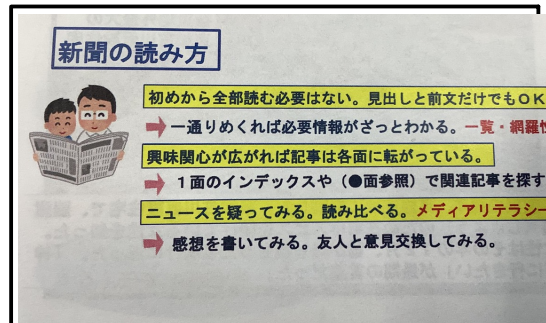 新聞の読み方
初めから全部読む必要はない。見出しと前文だけでもOK
➡一通りめくれば必要情報がざっとわかる。一覧・網羅性
興味関心が広がれば記事は各面に転がっている。
➡ 1面のインデックスや（●面参照）で関連記事を探す
ニュースを疑ってみる。読み比べる。メディアリテラシー
➡ 感想を書いてみる。友人と意見交換してみる。